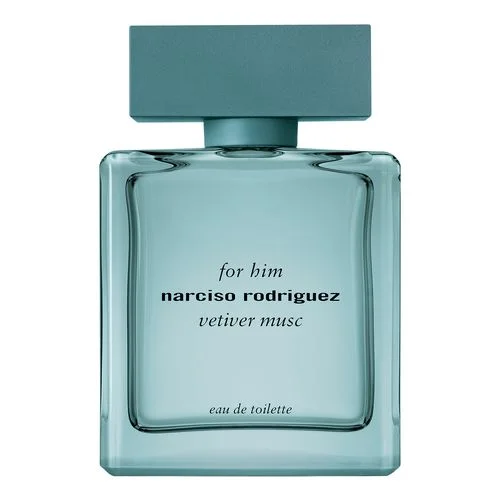 for him
narciso rodriguez
vetiver musc
eau de toilette